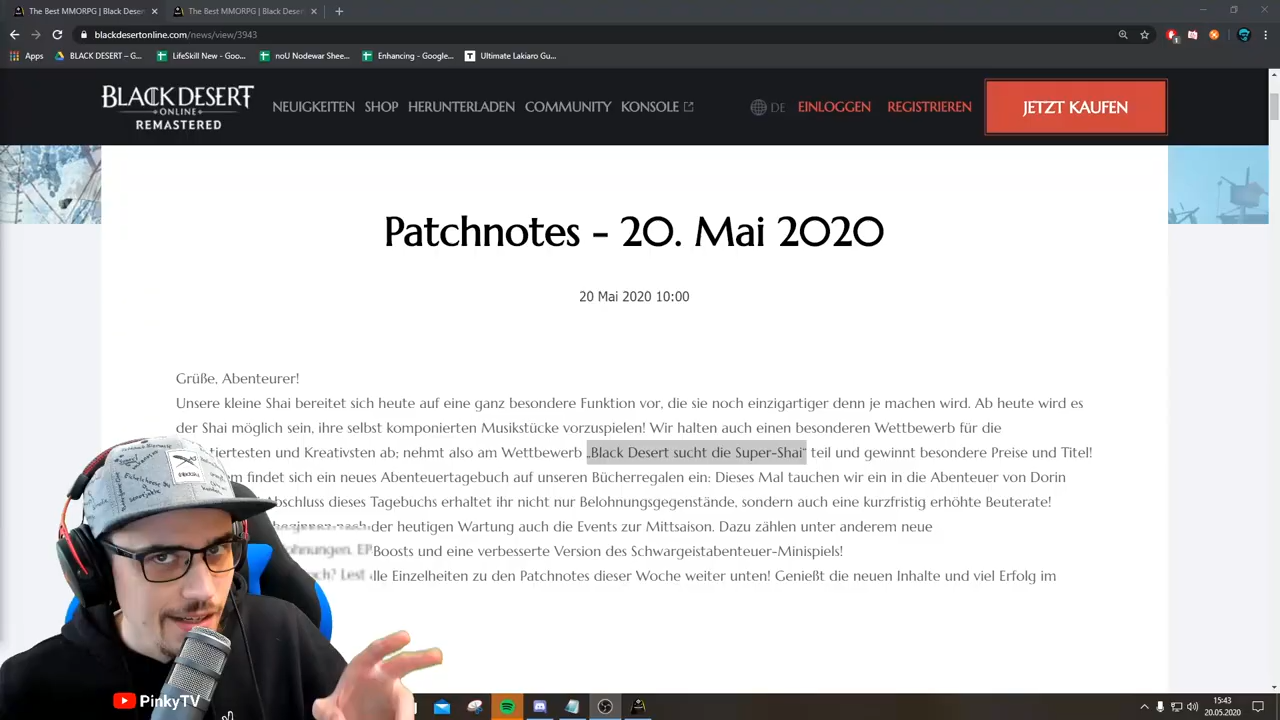 The Best MMORPG | Black Desert
The Best MMORPG | Black Desert
blackdesertonline.com/news/view/3943
Apps
BLACK DESERT – G...
LifeSkill New - Goo...
noU Nodewar Shee...
Enhancing - Google...
Ultimate Lakiaro Gu...
BLACK DESERT
ONLINE
REMASTERED
NEUIGKEITEN
SHOP
HERUNTERLADEN
COMMUNITY
KONSOLE
DE
EINLOGGEN
REGISTRIEREN
JETZT KAUFEN
Patchnotes - 20. Mai 2020
20 Mai 2020 10:00
Grüße, Abenteurer!
Unsere kleine Shai bereitet sich heute auf eine ganz besondere Funktion vor, die sie noch einzigartiger denn je machen wird. Ab heute wird es
der Shai möglich sein, ihre selbst komponierten Musikstücke vorzuspielen! Wir halten auch einen besonderen Wettbewerb für die
und Kreativsten ab; nehmt also am Wettbewerb „Black Desert sucht die Super-Shai“ teil und gewinnt besondere Preise und Titel!
findet sich ein neues Abenteuertagebuch auf unseren Bücherregalen ein: Dieses Mal tauchen wir ein in die Abenteuer von Dorin
Abschluss dieses Tagebuchs erhaltet ihr nicht nur Belohnungsgegenstände, sondern auch eine kurzfristig erhöhte Beuterate!
beginnen nach der heutigen Wartung auch die Events zur Mittsaison. Dazu zählen unter anderem neue
Boosts und eine verbesserte Version des Schwargeistabenteuer-Minispiels!
Einzelheiten zu den Patchnotes dieser Woche weiter unten! Genießt die neuen Inhalte und viel Erfolg im
PinkyTV
15:43
20.05.2020